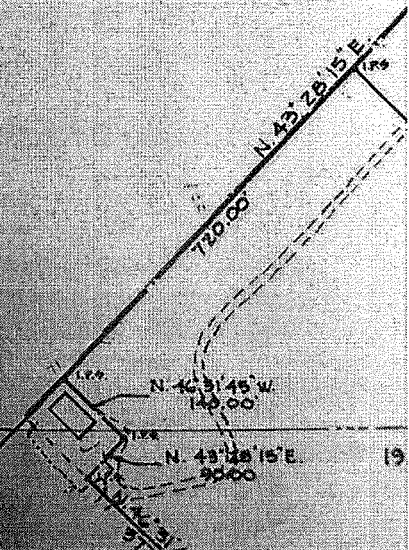 N. 43° 28' 15" E.
I.P.S
720.00'
I.P.S.
N. 46° 31' 45" W.
140.00'
I.P.S.
N. 43° 28' 15" E.
90.00
19